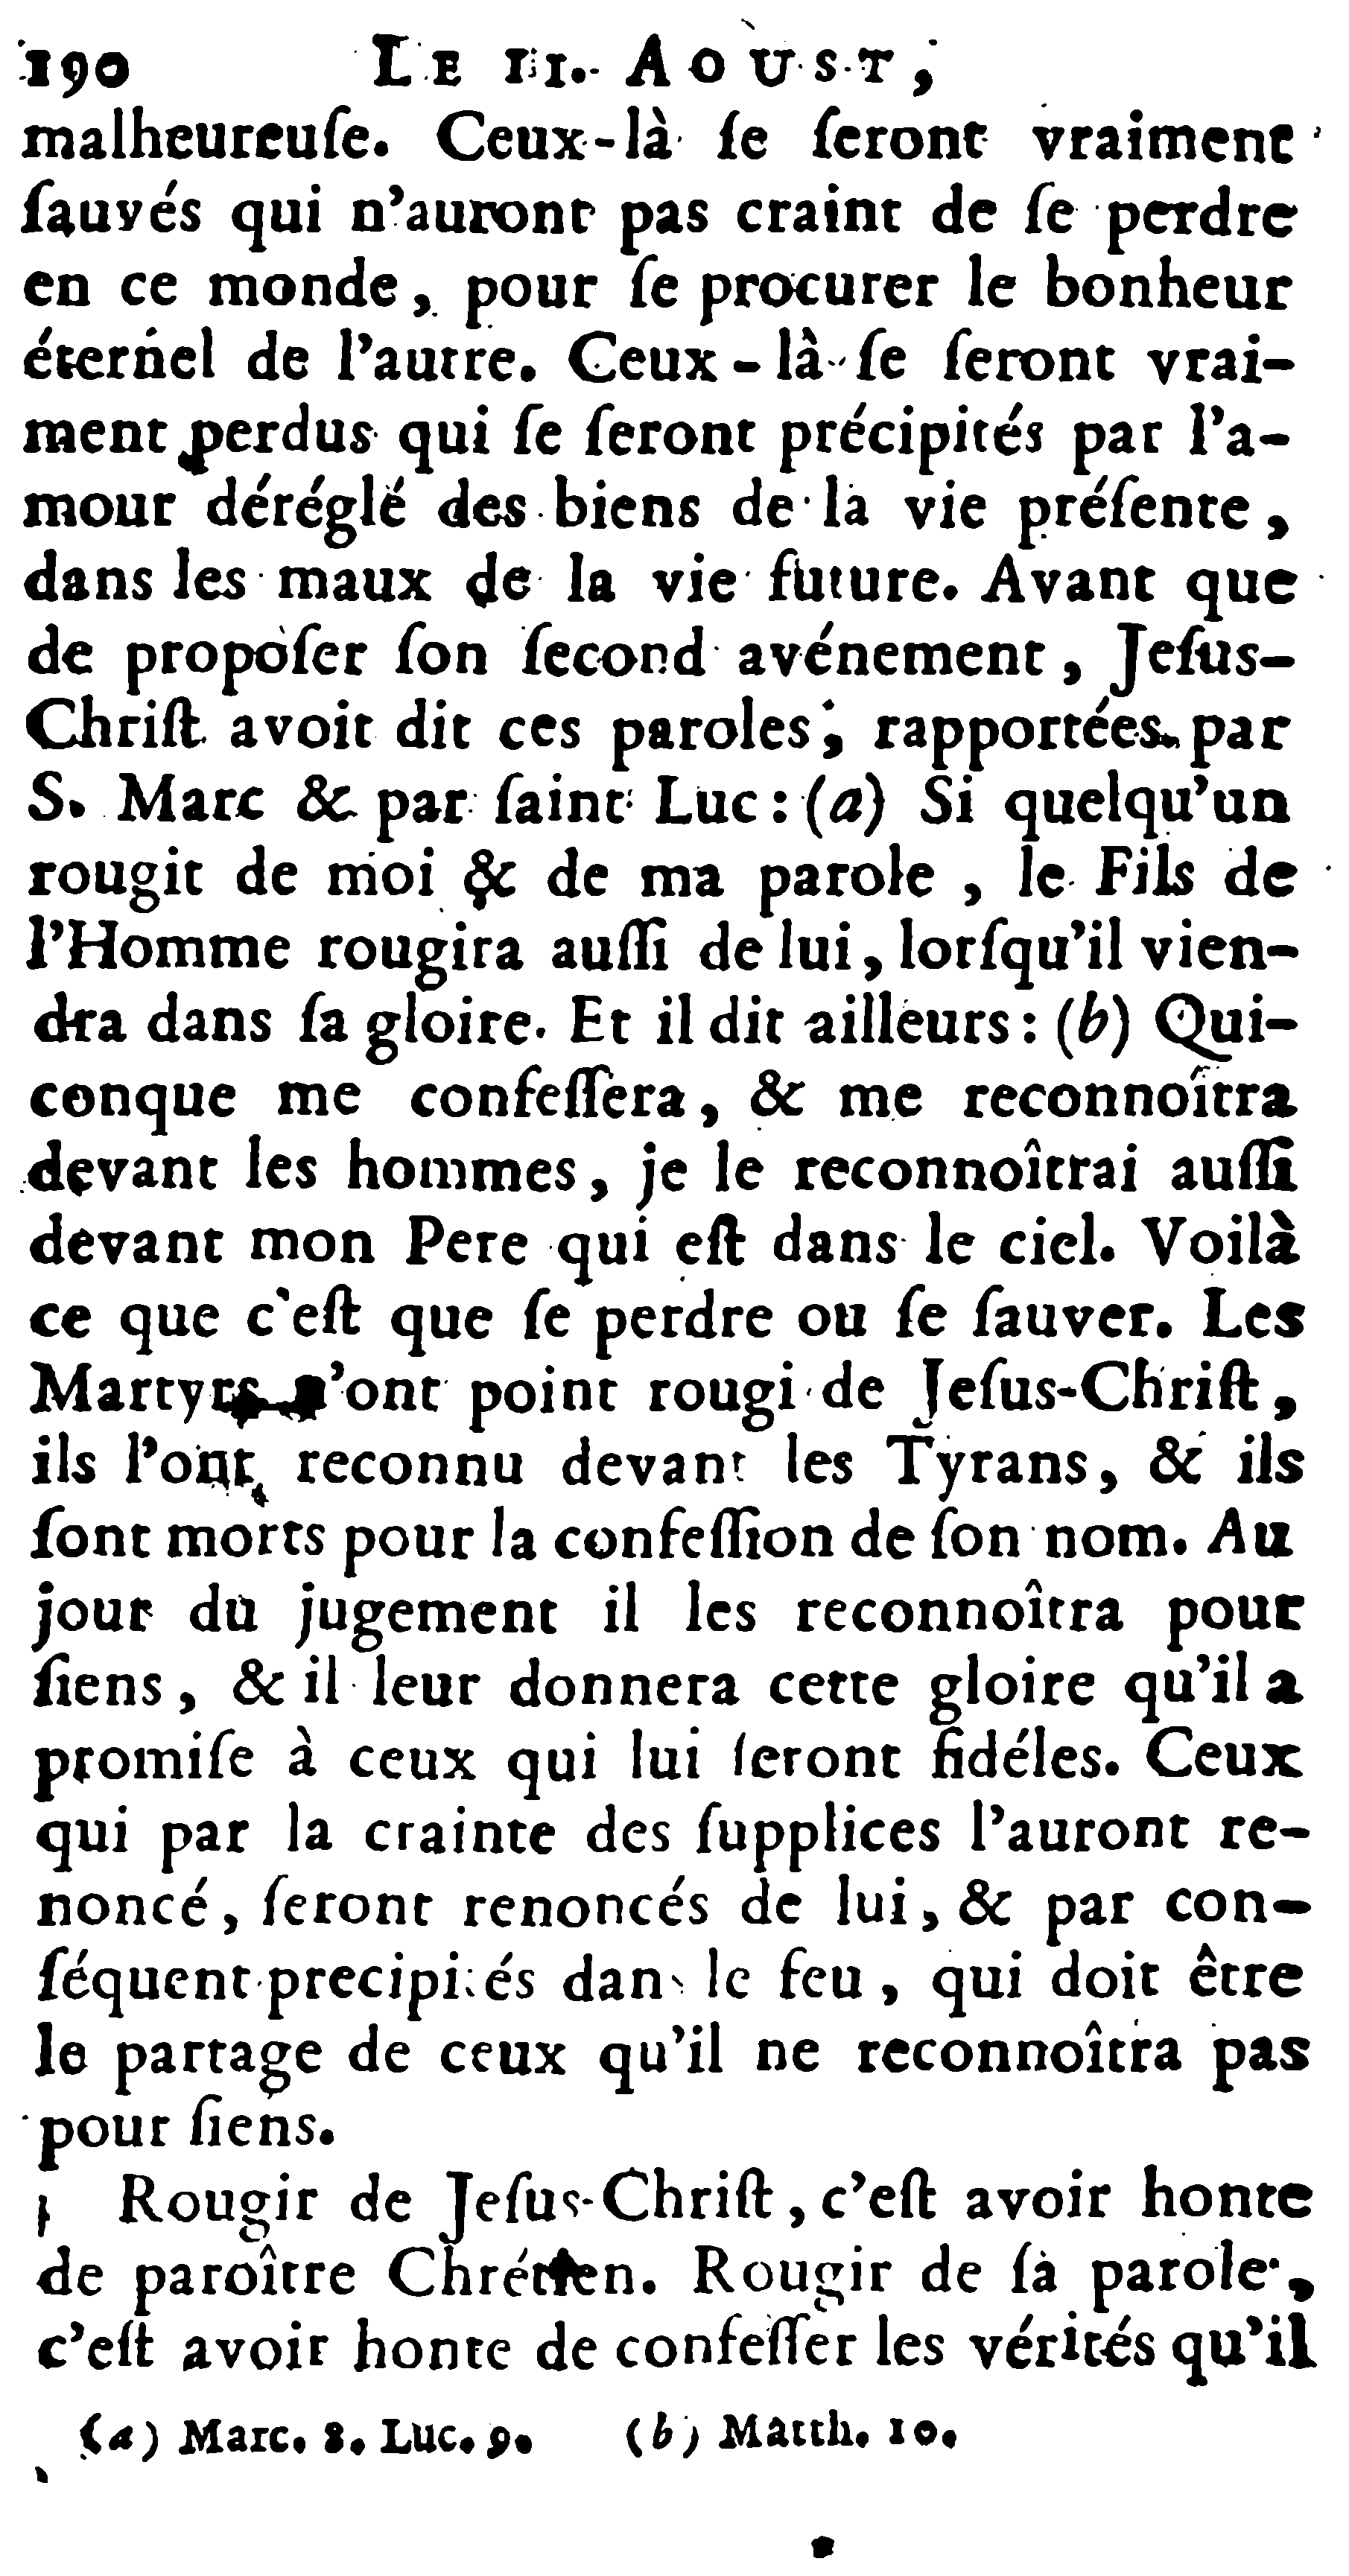 190 LE II. AOUST,
malheureuſe. Ceux-là ſe ſeront vraiment
ſauvés qui n'auront pas craint de ſe perdre
en ce monde, pour ſe procurer le bonheur
éternel de l'autre. Ceux-là ſe ſeront vrai-
ment perdus qui ſe ſeront précipités par l'a-
mour déréglé des biens de la vie préſente,
dans les maux de la vie future. Avant que
de propoſer ſon ſecond avénement, Jeſus-
Chriſt avoit dit ces paroles, rapportées par
S. Marc & par ſaint Luc: (a) Si quelqu'un
rougit de moi & de ma parole, le Fils de
l'Homme rougira auſſi de lui, lorſqu'il vien-
dra dans ſa gloire. Et il dit ailleurs: (b) Qui-
conque me confeſſera, & me reconnoîtra
devant les hommes, je le reconnoîtrai auſſi
devant mon Pere qui eſt dans le ciel. Voilà
ce que c'eſt que ſe perdre ou ſe ſauver. Les
Martyrs n'ont point rougi de Jeſus-Chriſt,
ils l'ont reconnu devant les Tyrans, & ils
ſont morts pour la confeſſion de ſon nom. Au
jour du jugement il les reconnoîtra pour
ſiens, & il leur donnera cette gloire qu'il a
promiſe à ceux qui lui ſeront fidéles. Ceux
qui par la crainte des ſupplices l'auront re-
noncé, ſeront renoncés de lui, & par con-
ſéquent precipités dans le feu, qui doit être
le partage de ceux qu'il ne reconnoîtra pas
pour ſiens.
Rougir de Jeſus-Chriſt, c'eſt avoir honte
de paroître Chrétien. Rougir de ſa parole,
c'eſt avoir honte de confeſſer les vérités qu'il
(a) Marc. 8. Luc. 9. (b) Matth. 10.